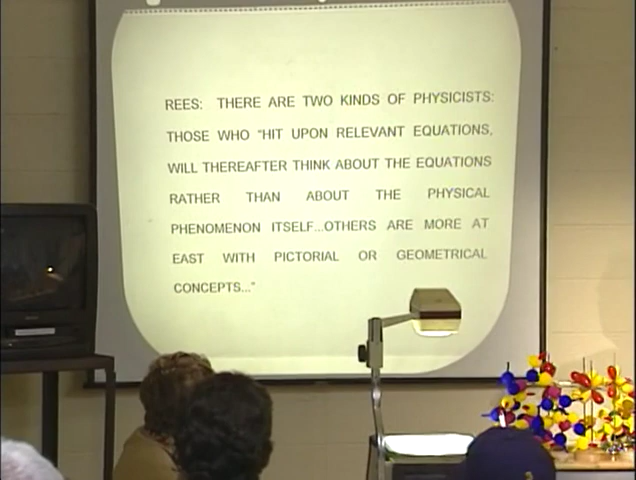 REES: THERE ARE TWO KINDS OF PHYSICISTS:
THOSE WHO "HIT UPON RELEVANT EQUATIONS,
WILL THEREAFTER THINK ABOUT THE EQUATIONS
RATHER THAN ABOUT THE PHYSICAL
PHENOMENON ITSELF...OTHERS ARE MORE AT
EAST WITH PICTORIAL OR GEOMETRICAL
CONCEPTS..."